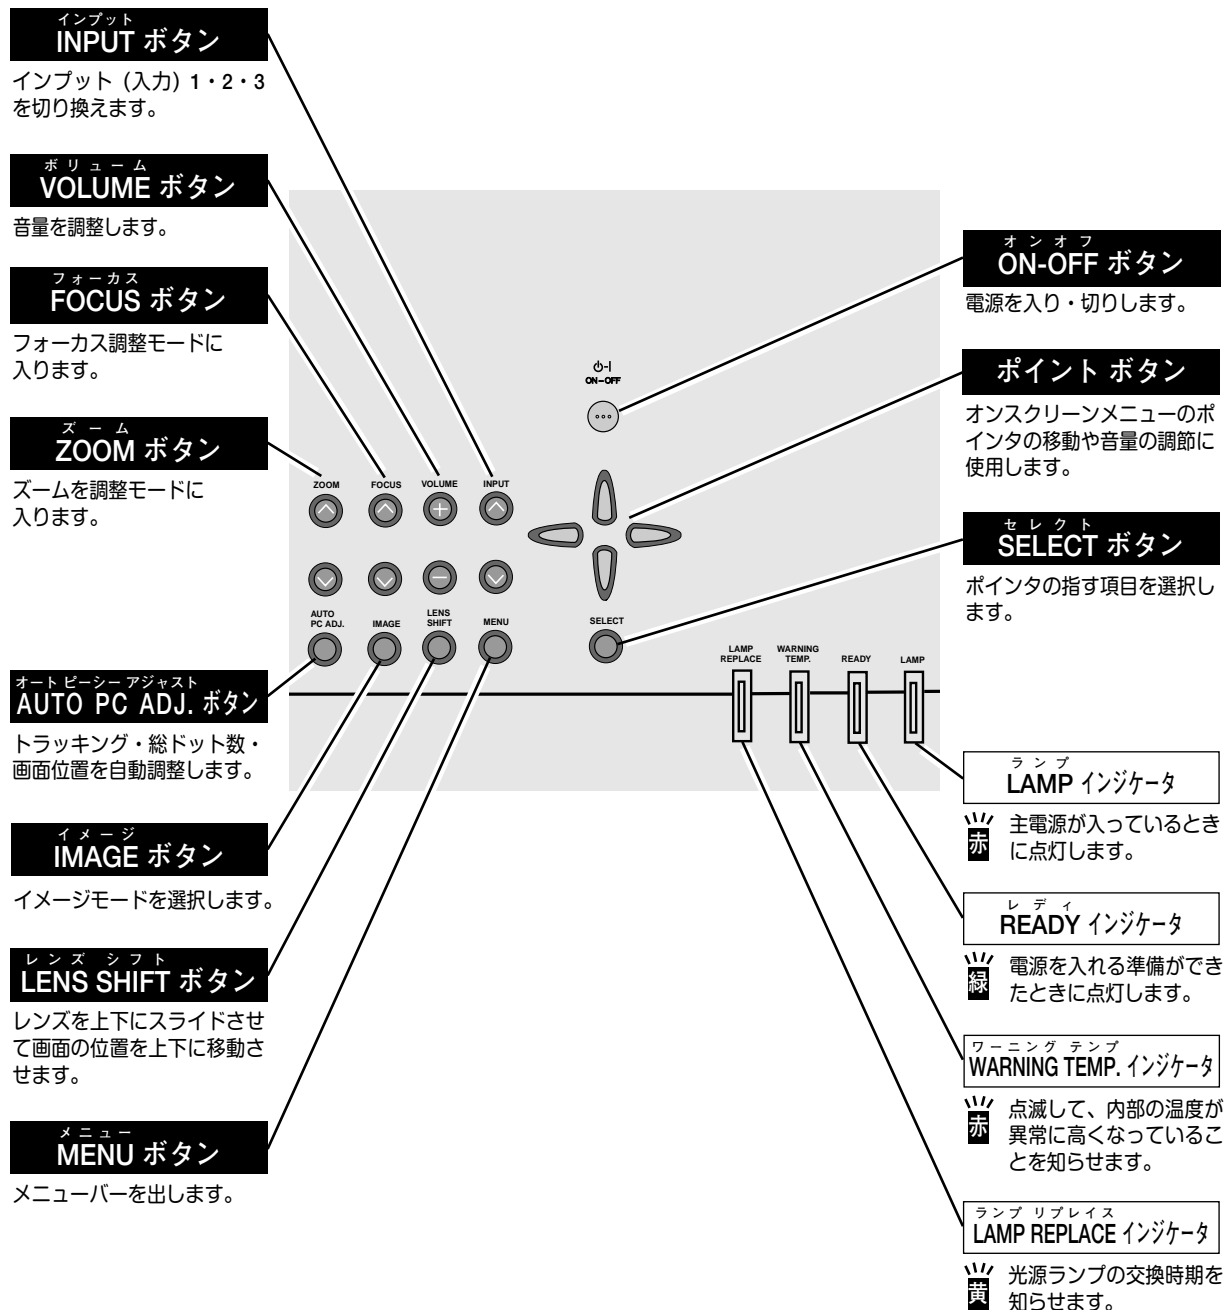 インプット
INPUT ボタン
インプット (入力) 1・2・3
を切り換えます。
ボリューム
VOLUME ボタン
音量を調整します。
フォーカス
FOCUS ボタン
フォーカス調整モードに
入ります。
ズーム
ZOOM ボタン
ズームを調整モードに
入ります。
オート ピーシー アジャスト
AUTO PC ADJ. ボタン
トラッキング・総ドット数・
画面位置を自動調整します。
イメージ
IMAGE ボタン
イメージモードを選択します。
レンズ シフト
LENS SHIFT ボタン
レンズを上下にスライドさせ
て画面の位置を上下に移動さ
せます。
メニュー
MENU ボタン
メニューバーを出します。
ON–OFF
ZOOM FOCUS VOLUME INPUT
AUTO
PC ADJ.
IMAGE
LENS
SHIFT
MENU
SELECT
LAMP
REPLACE
WARNING
TEMP.
READY
LAMP
オンオフ
ON-OFF ボタン
電源を入り・切りします。
ポイント ボタン
オンスクリーンメニューのポ
インタの移動や音量の調節に
使用します。
セレクト
SELECT ボタン
ポインタの指す項目を選択し
ます。
ランプ
LAMP インジケータ
赤 主電源が入っているとき
に点灯します。
レディ
READY インジケータ
緑 電源を入れる準備ができ
たときに点灯します。
ワーニング テンプ
WARNING TEMP. インジケータ
赤 点滅して、内部の温度が
異常に高くなっているこ
とを知らせます。
ランプ リプレイス
LAMP REPLACE インジケータ
黄 光源ランプの交換時期を
知らせます。